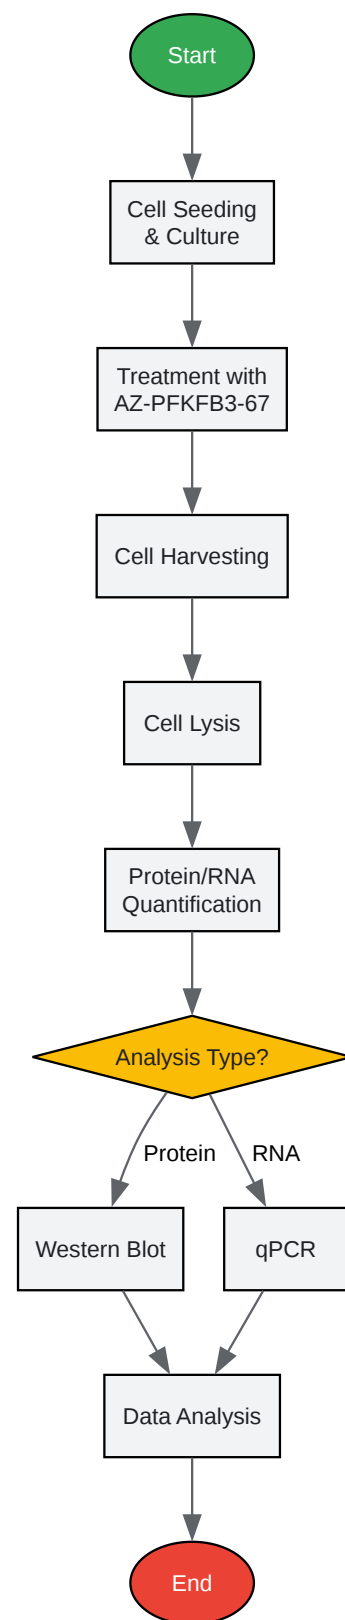 Start
Cell Seeding
& Culture
Treatment with
AZ-PFKFB3-67
Cell Harvesting
Cell Lysis
Protein/RNA
Quantification
Analysis Type?
Protein
RNA
Western Blot
qPCR
Data Analysis
End